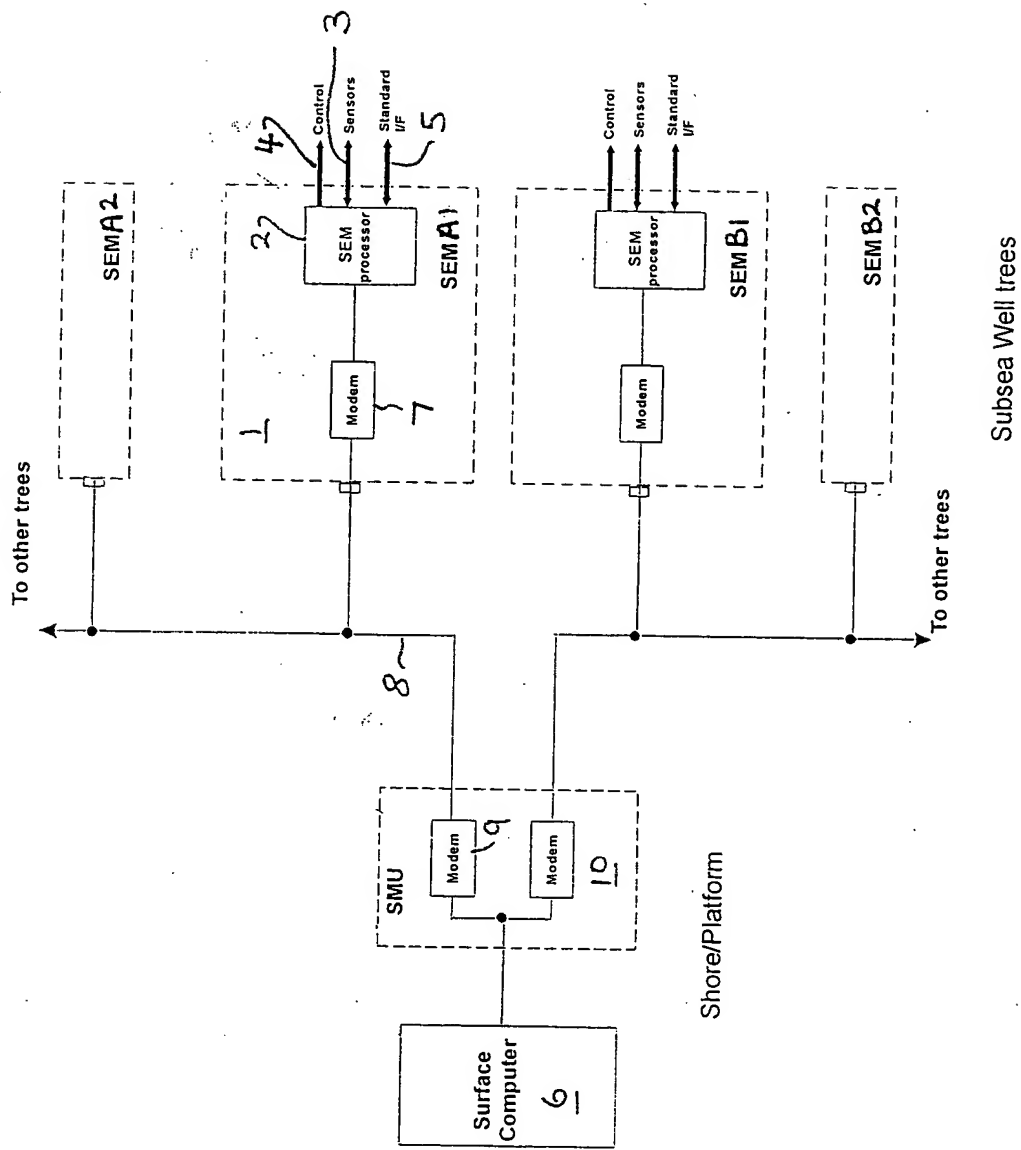 To other trees
SEMA2
1
Modem
7
2
SEM
processor
4
Control
3
Sensors
Standard
I/F
5
SEMA1
8
SMU
Modem
9
Modem
10
Surface
Computer
6
Shore/Platform
SEM
processor
Modem
Control
Sensors
Standard
I/F
SEMB1
SEMB2
To other trees
Subsea Well trees